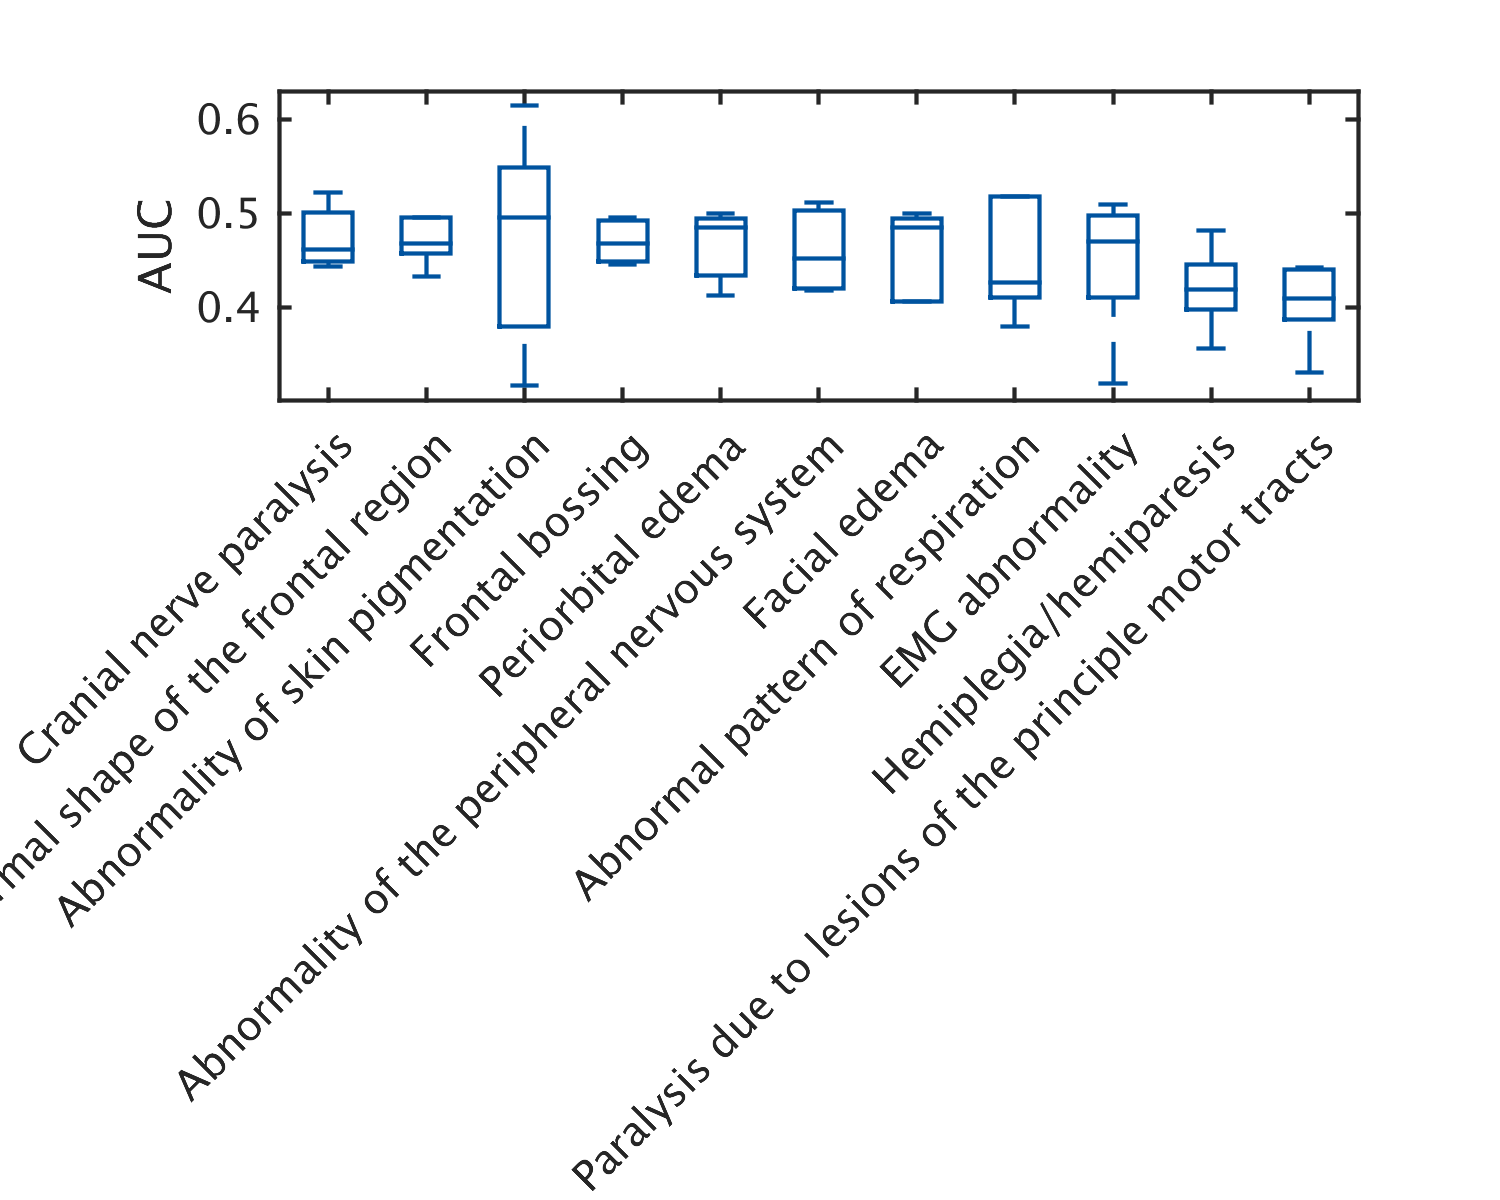 0.6
0.5
0.4
AUC
Cranial nerve paralysis
shape of the frontal region
Abnormality of skin pigmentation
Frontal bossing
Periorbital edema
Abnormality of the peripheral nervous system
Facial edema
Abnormal pattern of respiration
EMG abnormality
Hemiplegia/hemiparesis
Paralysis due to lesions of the principle motor tracts